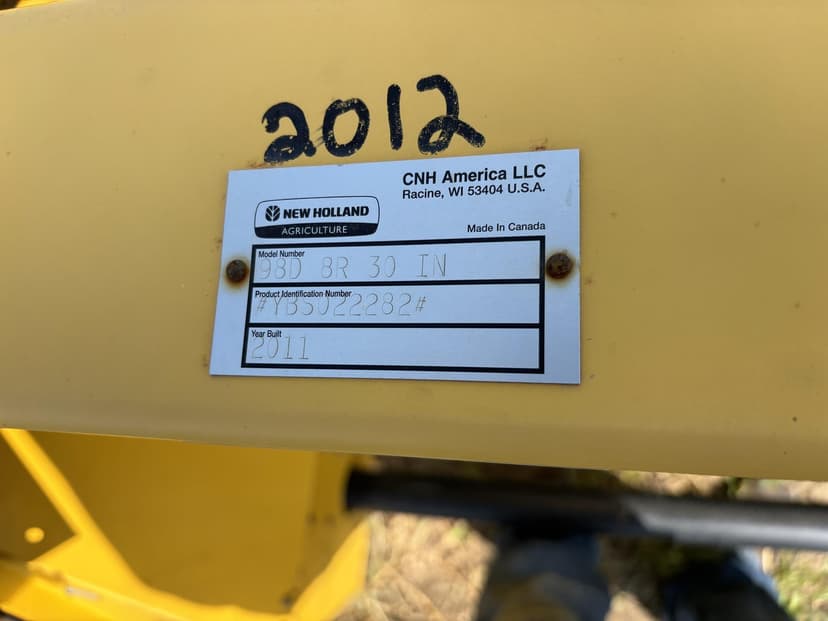 2012
CNH America LLC
Racine, WI 53404 U.S.A.
NEW HOLLAND
AGRICULTURE
Made In Canada
Model Number
98D 8R 30 IN
Product Identification Number
#YBS022282#
Year Built
2011